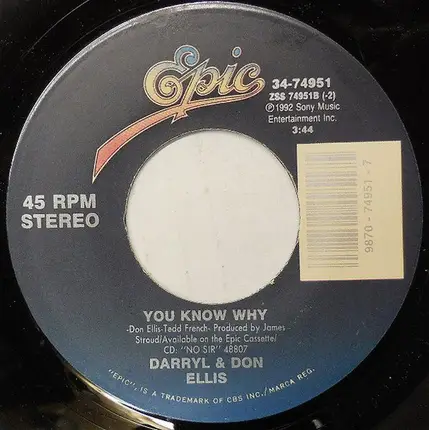 Epic
34-74951
ZSS 74951B (-2)
℗1992 Sony Music
Entertainment Inc.
3:44
45 RPM
STEREO
9870-74951-7
YOU KNOW WHY
-Don Ellis-Tedd French- Produced by James
Stroud/Available on the Epic Cassette/
CD: "NO SIR" 48807
DARRYL & DON
ELLIS
"EPIC", IS A TRADEMARK OF CBS INC./MARCA REG.